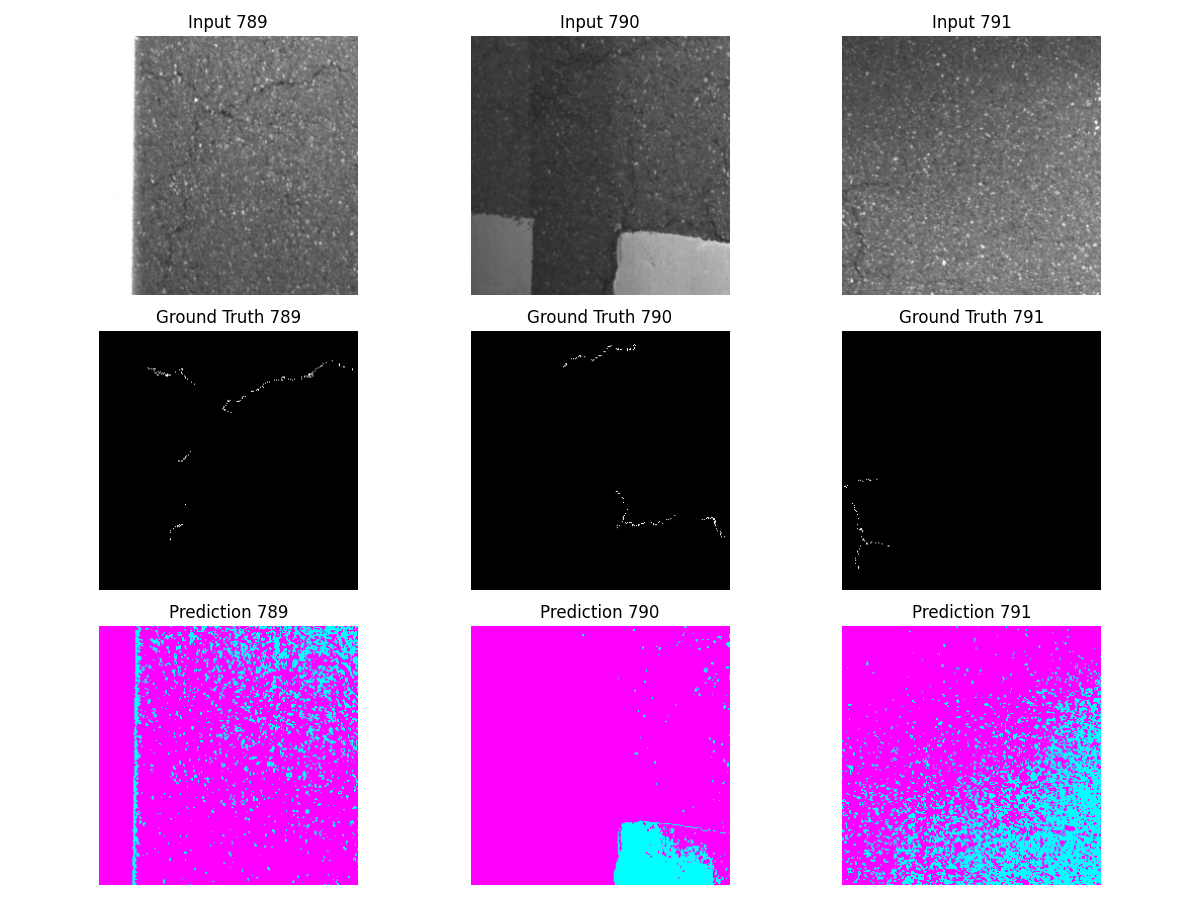 Input 789
Input 790
Input 791
Ground Truth 789
Ground Truth 790
Ground Truth 791
Prediction 789
Prediction 790
Prediction 791